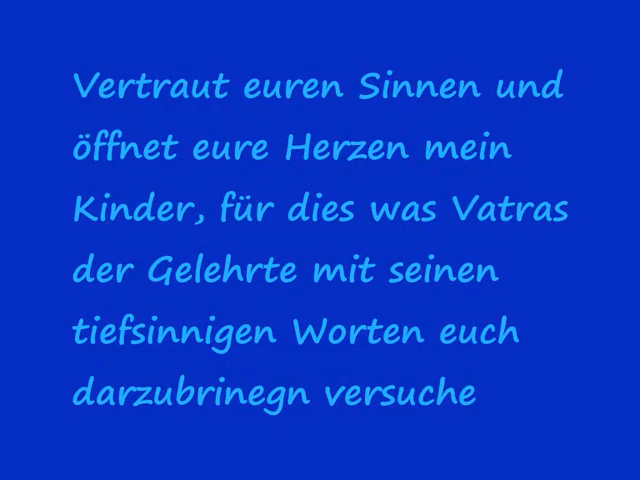 Vertraut euren Sinnen und
öffnet eure Herzen mein
Kinder, für dies was Vatras
der Gelehrte mit seinen
tiefsinnigen Worten euch
darzubrinegn versuche